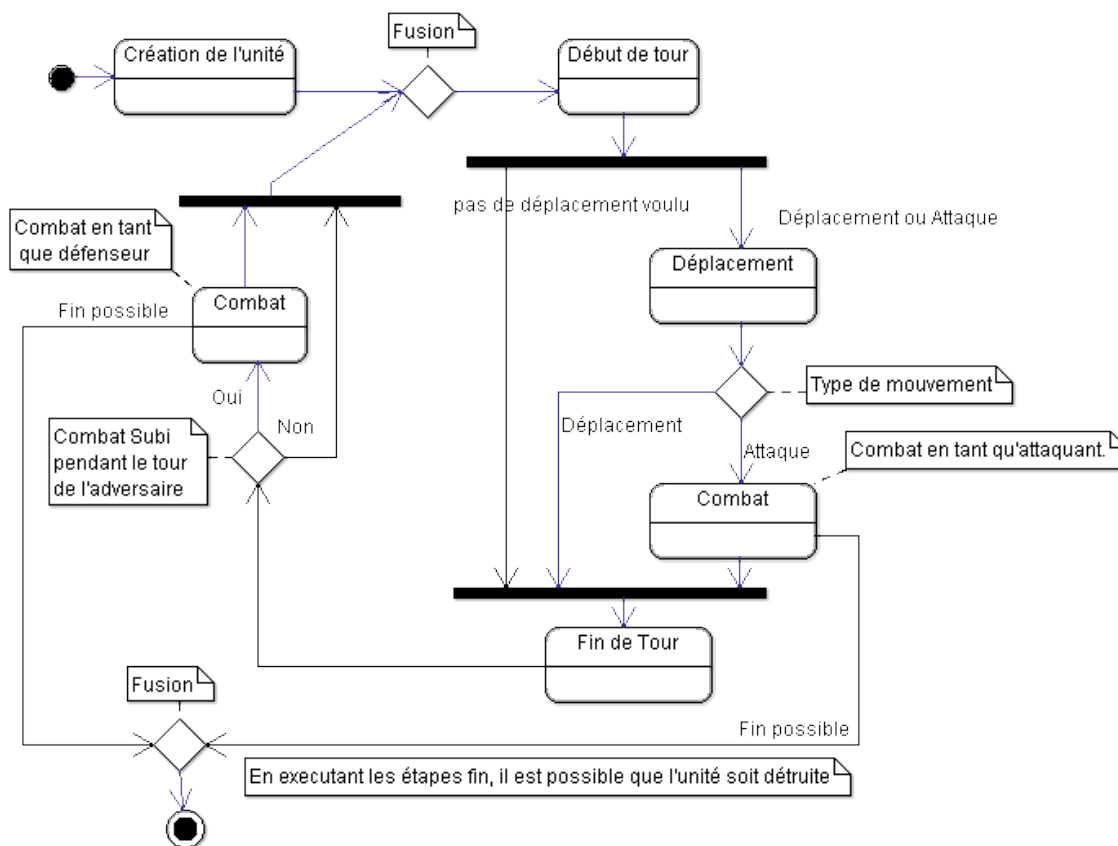 Fusion
Création de l'unité
Début de tour
pas de déplacement voulu
Déplacement ou Attaque
Combat en tant
que défenseur
Déplacement
Fin possible
Combat
Type de mouvement
Oui
Non
Déplacement
Combat Subi
pendant le tour
de l'adversaire
Attaque
Combat en tant qu'attaquant.
Combat
Fin de Tour
Fusion
Fin possible
En executant les étapes fin, il est possible que l'unité soit détruite